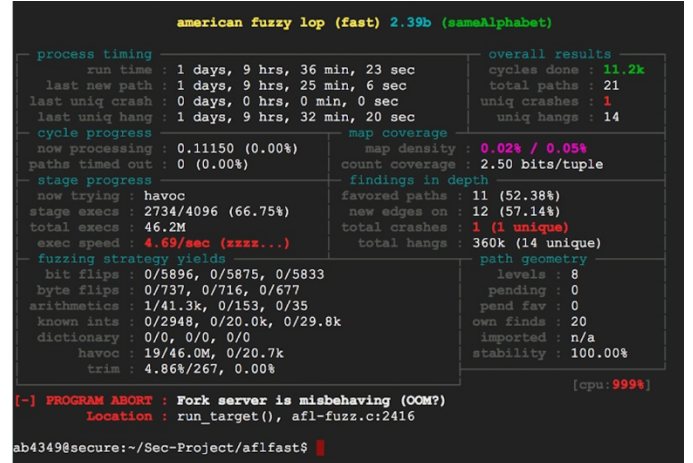 american fuzzy lop (fast) 2.39b (sameAlphabet)
process timing overall results
run time : 1 days, 9 hrs, 36 min, 23 sec cycles done : 11.2k
last new path : 1 days, 9 hrs, 25 min, 6 sec total paths : 21
last uniq crash : 0 days, 0 hrs, 0 min, 0 sec uniq crashes : 1
last uniq hang : 1 days, 9 hrs, 32 min, 20 sec uniq hangs : 14
cycle progress map coverage
now processing : 0.11150 (0.00%) map density : 0.02% / 0.05%
paths timed out : 0 (0.00%) count coverage : 2.50 bits/tuple
stage progress findings in depth
now trying : havoc favored paths : 11 (52.38%)
stage execs : 2734/4096 (66.75%) new edges on : 12 (57.14%)
total execs : 46.2M total crashes : 1 (1 unique)
exec speed : 4.69/sec (zzzz...) total hangs : 360k (14 unique)
fuzzing strategy yields path geometry
bit flips : 0/5896, 0/5875, 0/5833 levels : 8
byte flips : 0/737, 0/716, 0/677 pending : 0
arithmetics : 1/41.3k, 0/153, 0/35 pend fav : 0
known ints : 0/2948, 0/20.0k, 0/29.8k own finds : 20
dictionary : 0/0, 0/0, 0/0 imported : n/a
havoc : 19/46.0M, 0/20.7k stability : 100.00%
trim : 4.86%/267, 0.00%
[cpu:999%]
[-] PROGRAM ABORT : Fork server is misbehaving (OOM?)
Location : run_target(), afl-fuzz.c:2416
ab4349@secure:~/Sec-Project/aflfast$